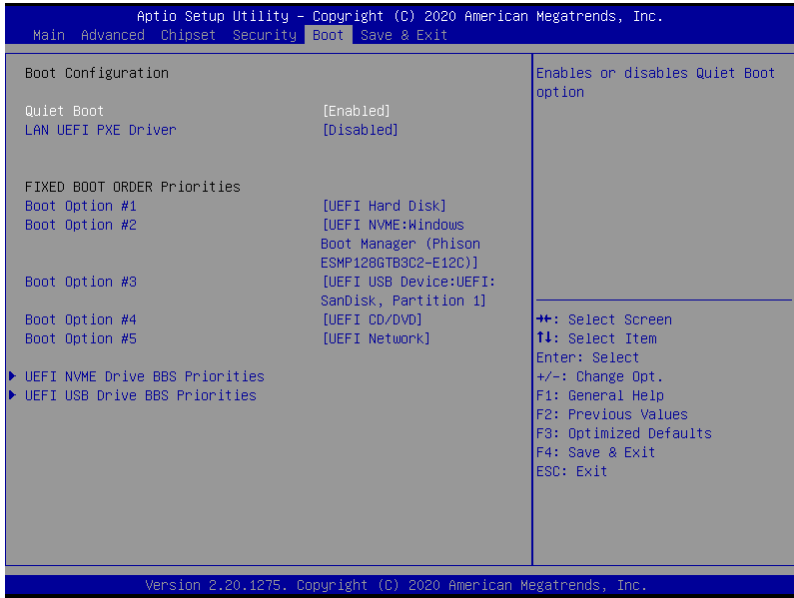 Aptio Setup Utility – Copyright (C) 2020 American Megatrends, Inc.
Main Advanced Chipset Security Boot Save & Exit
Boot Configuration
Quiet Boot [Enabled]
LAN UEFI PXE Driver [Disabled]
FIXED BOOT ORDER Priorities
Boot Option #1 [UEFI Hard Disk]
Boot Option #2 [UEFI NVME:Windows
Boot Manager (Phison
ESMP128GTB3C2-E12C)]
Boot Option #3 [UEFI USB Device:UEFI:
SanDisk, Partition 1]
Boot Option #4 [UEFI CD/DVD]
Boot Option #5 [UEFI Network]
UEFI NVME Drive BBS Priorities
UEFI USB Drive BBS Priorities
Enables or disables Quiet Boot
option
→←: Select Screen
↑↓: Select Item
Enter: Select
+/-: Change Opt.
F1: General Help
F2: Previous Values
F3: Optimized Defaults
F4: Save & Exit
ESC: Exit
Version 2.20.1275. Copyright (C) 2020 American Megatrends, Inc.